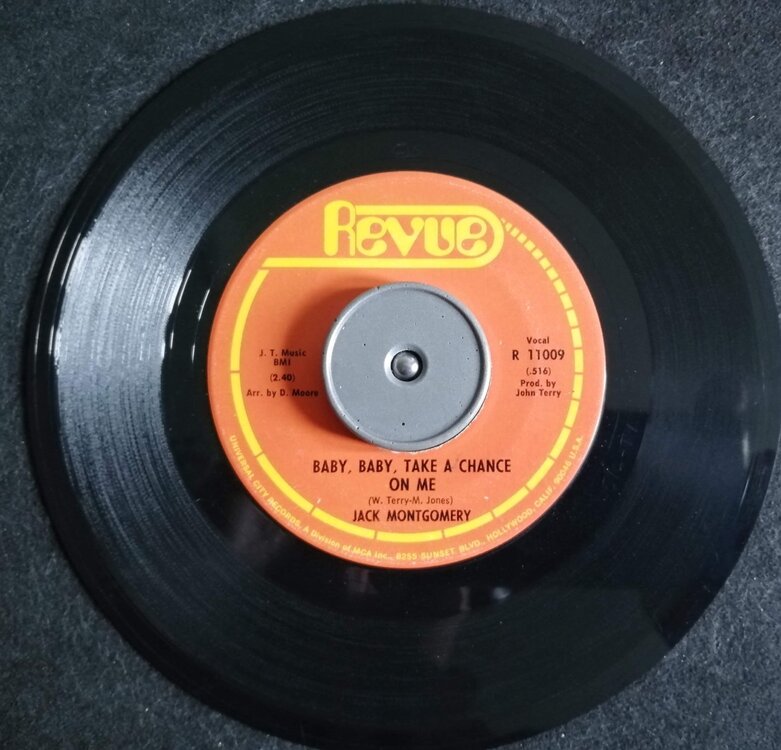 Revue
J. T. Music
BMI
(2.40)
Arr. by D. Moore
Vocal
R 11009
(.516)
Prod. by
John Terry
BABY, BABY, TAKE A CHANCE
ON ME
(W. Terry-M. Jones)
JACK MONTGOMERY
UNIVERSAL CITY RECORDS, A Division of MCA Inc., 8255 SUNSET BLVD., HOLLYWOOD, CALIF. 90046 U.S.A.